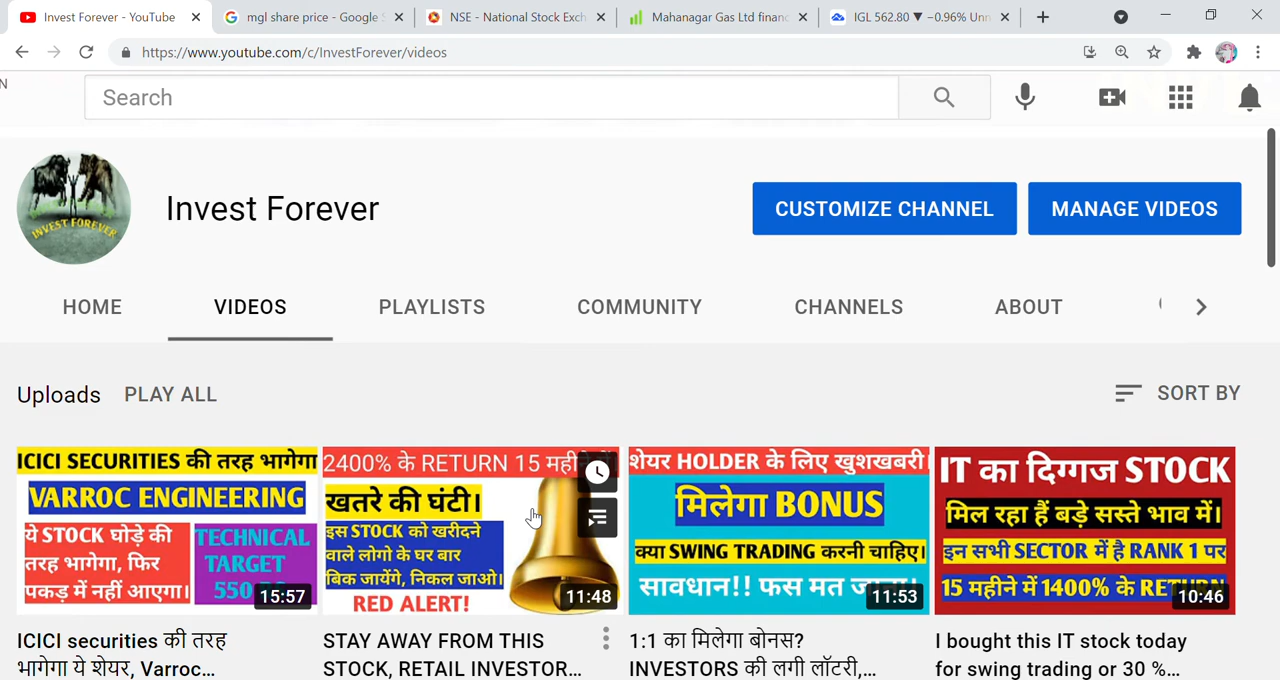 Invest Forever - YouTube
mgl share price - Google S
NSE - National Stock Exch
Mahanagar Gas Ltd financ
IGL 562.80 ▼ −0.96% Unn
https://www.youtube.com/c/InvestForever/videos
N
Search
INVEST FOREVER
Invest Forever
CUSTOMIZE CHANNEL
MANAGE VIDEOS
HOME
VIDEOS
PLAYLISTS
COMMUNITY
CHANNELS
ABOUT
Uploads
PLAY ALL
SORT BY
ICICI SECURITIES की तरह भागेगा
VARROC ENGINEERING
ये STOCK घोड़े की
तरह भागेगा, फिर
पकड़ में नहीं आएगा।
TECHNICAL
TARGET
550
15:57
2400% के RETURN 15
खतरे की घंटी।
इस STOCK को खरीदने
वाले लोगो के घर बार
बिक जायेंगे, निकल जाओ।
RED ALERT!
11:48
शेयर HOLDER के लिए खुशखबरी
मिलेगा BONUS
क्या SWING TRADING करनी चाहिए।
सावधान!! फस मत
11:53
IT का दिग्गज STOCK
मिल रहा हैं बड़े सस्ते भाव में।
इन सभी SECTOR में है RANK 1 पर
15 महीने में 1400% के RETURN
10:46
ICICI securities की तरह
भागेगा ये शेयर, Varroc...
STAY AWAY FROM THIS
STOCK, RETAIL INVESTOR...
1:1 का मिलेगा बोनस?
INVESTORS की लगी लॉटरी,...
I bought this IT stock today
for swing trading or 30 %...